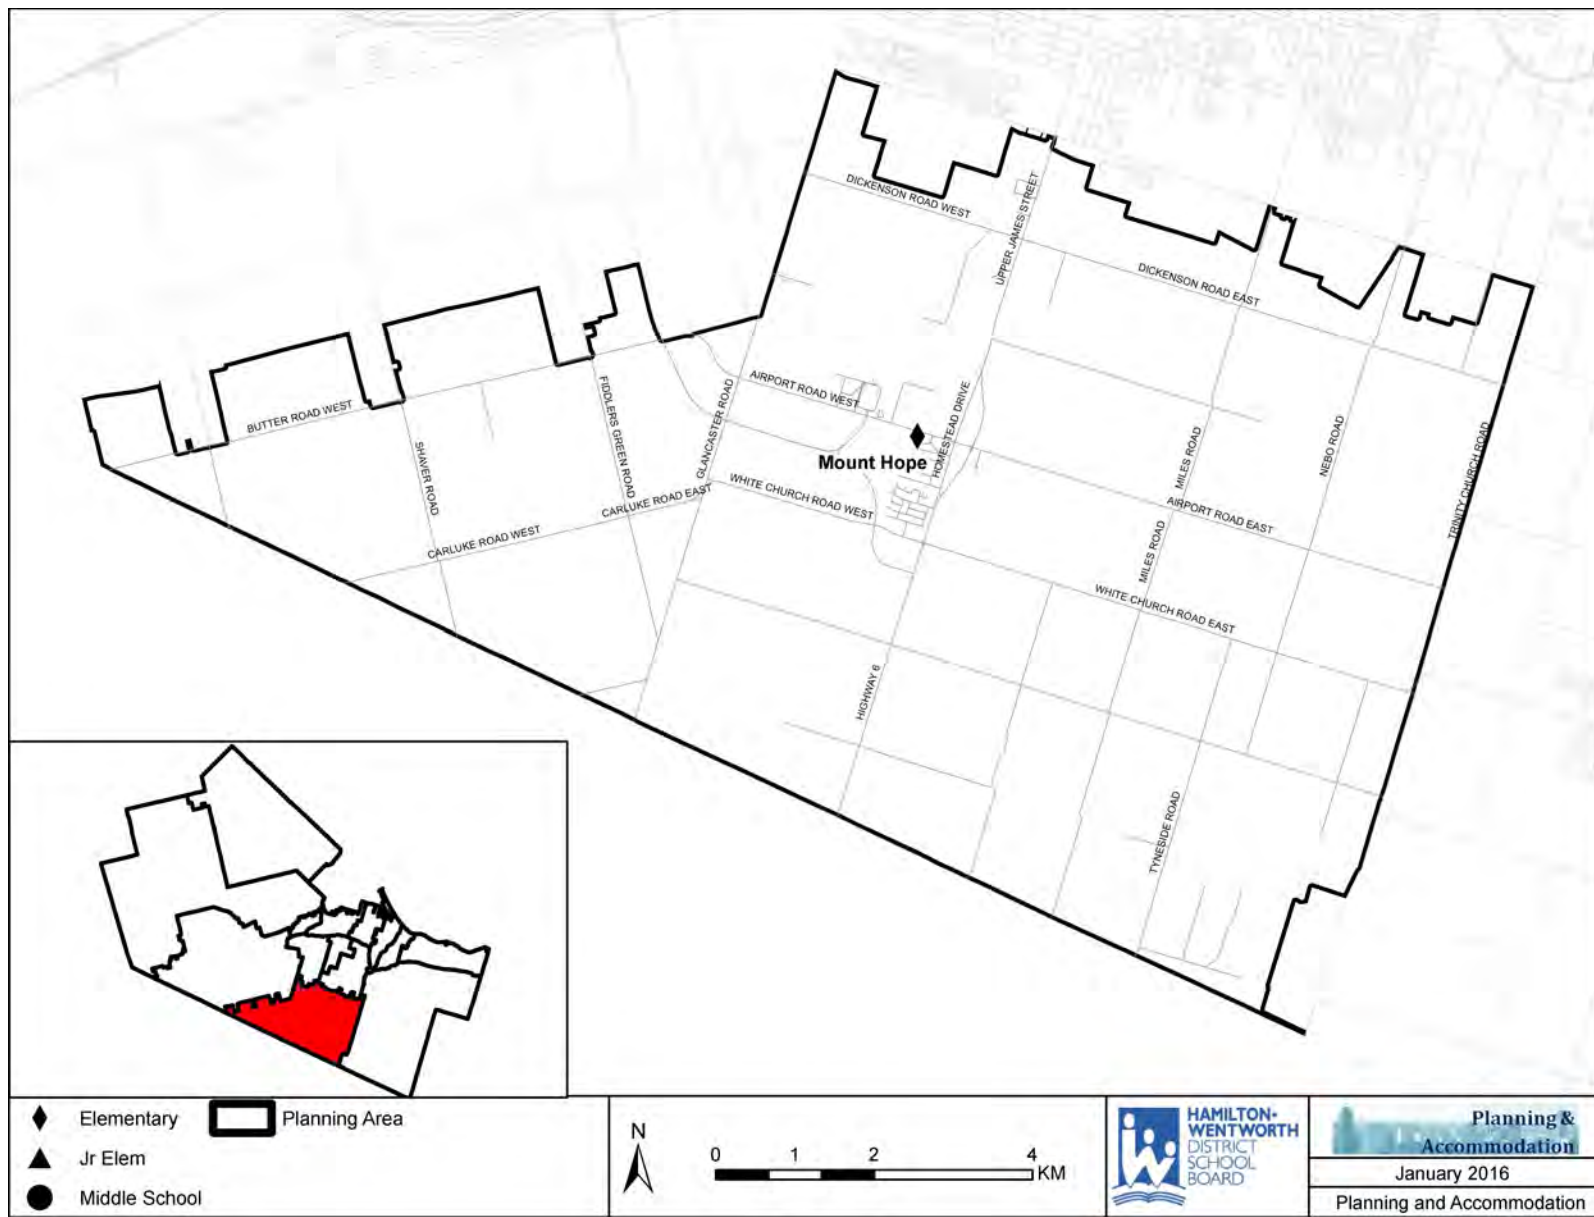 DICKENSON ROAD WEST
UPPER JAMES STREET
DICKENSON ROAD EAST
BUTTER ROAD WEST
SHAVER ROAD
FIDDLERS GREEN ROAD
GLANCASTER ROAD
AIRPORT ROAD WEST
HOMESTEAD DRIVE
Mount Hope
MILES ROAD
NEBO ROAD
TRINITY CHURCH ROAD
WHITE CHURCH ROAD WEST
CARLUKE ROAD EAST
CARLUKE ROAD WEST
AIRPORT ROAD EAST
MILES ROAD
WHITE CHURCH ROAD EAST
HIGHWAY 6
TYNESIDE ROAD
Elementary
Planning Area
Jr Elem
Middle School
N
0 1 2 4
KM
HAMILTON-
WENTWORTH
DISTRICT
SCHOOL
BOARD
Planning &
Accommodation
January 2016
Planning and Accommodation